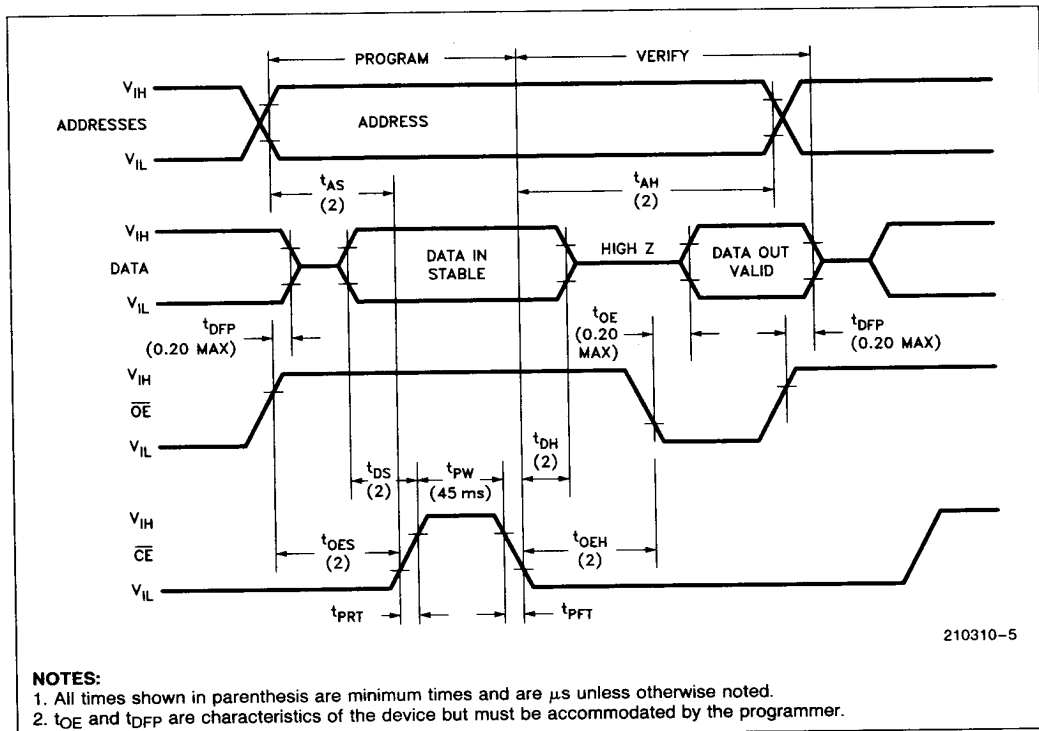 PROGRAM VERIFY
VIH
ADDRESSES ADDRESS
VIL
tAS tAH
(2) (2)
VIH
DATA DATA IN STABLE HIGH Z DATA OUT VALID
VIL
tDFP tOE tDFP
(0.20 MAX) (0.20 MAX) (0.20 MAX)
VIH
OE
VIL
tDS tPW tDH
(2) (45 ms) (2)
VIH
CE
tOES tOEH
(2) (2)
VIL
tPRT tPFT
210310-5
NOTES:
1. All times shown in parenthesis are minimum times and are μs unless otherwise noted.
2. tOE and tDFP are characteristics of the device but must be accommodated by the programmer.